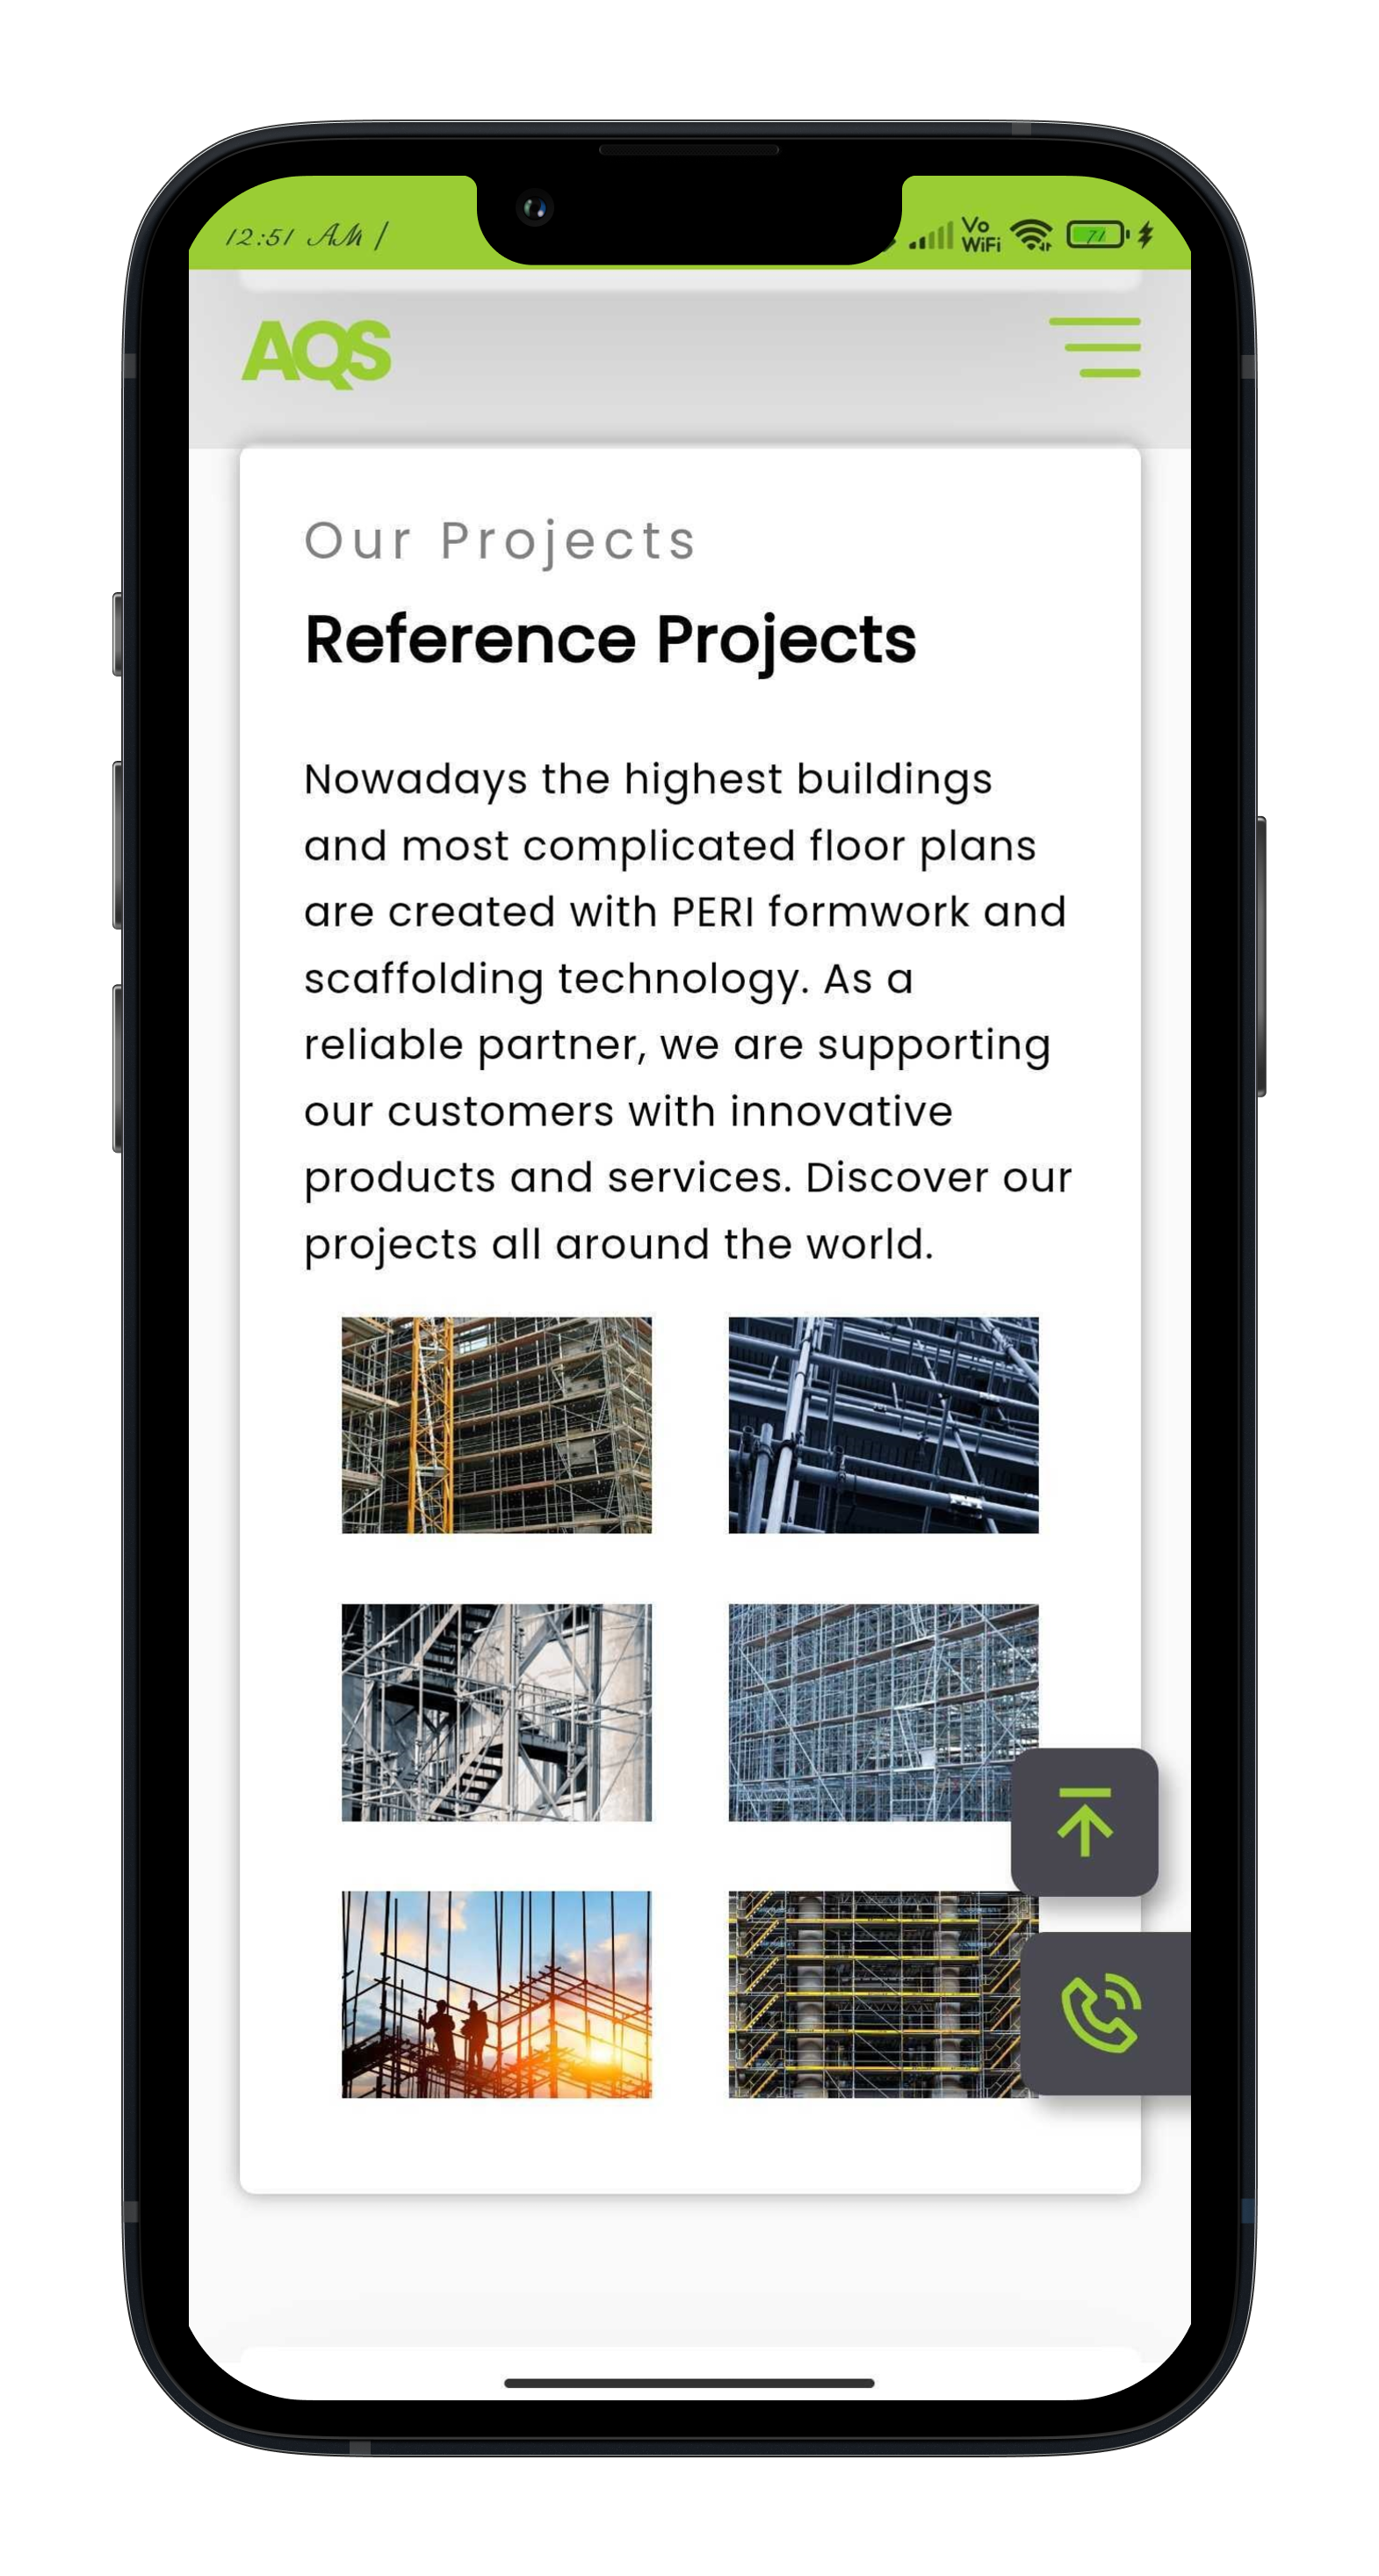 12:51 AM |
Vo
WiFi
71
AQS
Our Projects
Reference Projects
Nowadays the highest buildings
and most complicated floor plans
are created with PERI formwork and
scaffolding technology. As a
reliable partner, we are supporting
our customers with innovative
products and services. Discover our
projects all around the world.